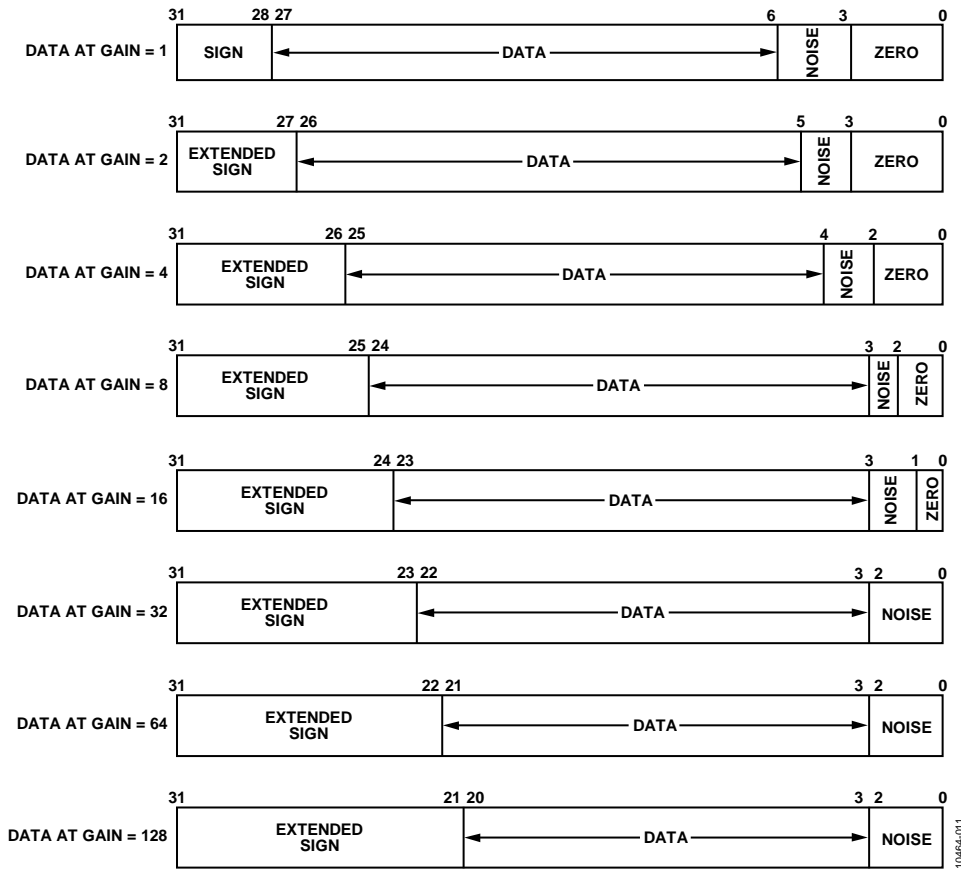 31 28 27 6 3 0
DATA AT GAIN = 1 SIGN DATA NOISE ZERO
31 27 26 5 3 0
DATA AT GAIN = 2 EXTENDED SIGN DATA NOISE ZERO
31 26 25 4 2 0
DATA AT GAIN = 4 EXTENDED SIGN DATA NOISE ZERO
31 25 24 3 2 0
DATA AT GAIN = 8 EXTENDED SIGN DATA NOISE ZERO
31 24 23 3 1 0
DATA AT GAIN = 16 EXTENDED SIGN DATA NOISE ZERO
31 23 22 3 2 0
DATA AT GAIN = 32 EXTENDED SIGN DATA NOISE
31 22 21 3 2 0
DATA AT GAIN = 64 EXTENDED SIGN DATA NOISE
31 21 20 3 2 0
DATA AT GAIN = 128 EXTENDED SIGN DATA NOISE
10464-011